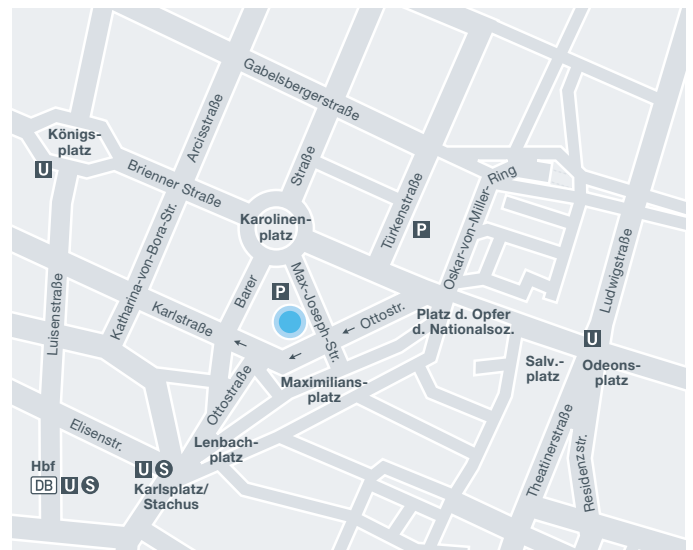 Gabelsbergerstraße
Arcisstraße
Königs-
platz
U
Brienner Straße
Straße
Karolinen-
platz
Türkenstraße
P
Oskar-von-Miller-Ring
Ludwigstraße
Katharina-von-Bora-Str.
Luisenstraße
Karlstraße
Barer
P
Max-Joseph-Str.
Ottostr.
Platz d. Opfer
d. Nationalsoz.
U
Odeons-
platz
Salv.-
platz
Maximilians-
platz
Ottostraße
Lenbach-
platz
Elisenstr.
Hbf
DB U S
U S
Karlsplatz/
Stachus
Theatinerstraße
Residenzstr.